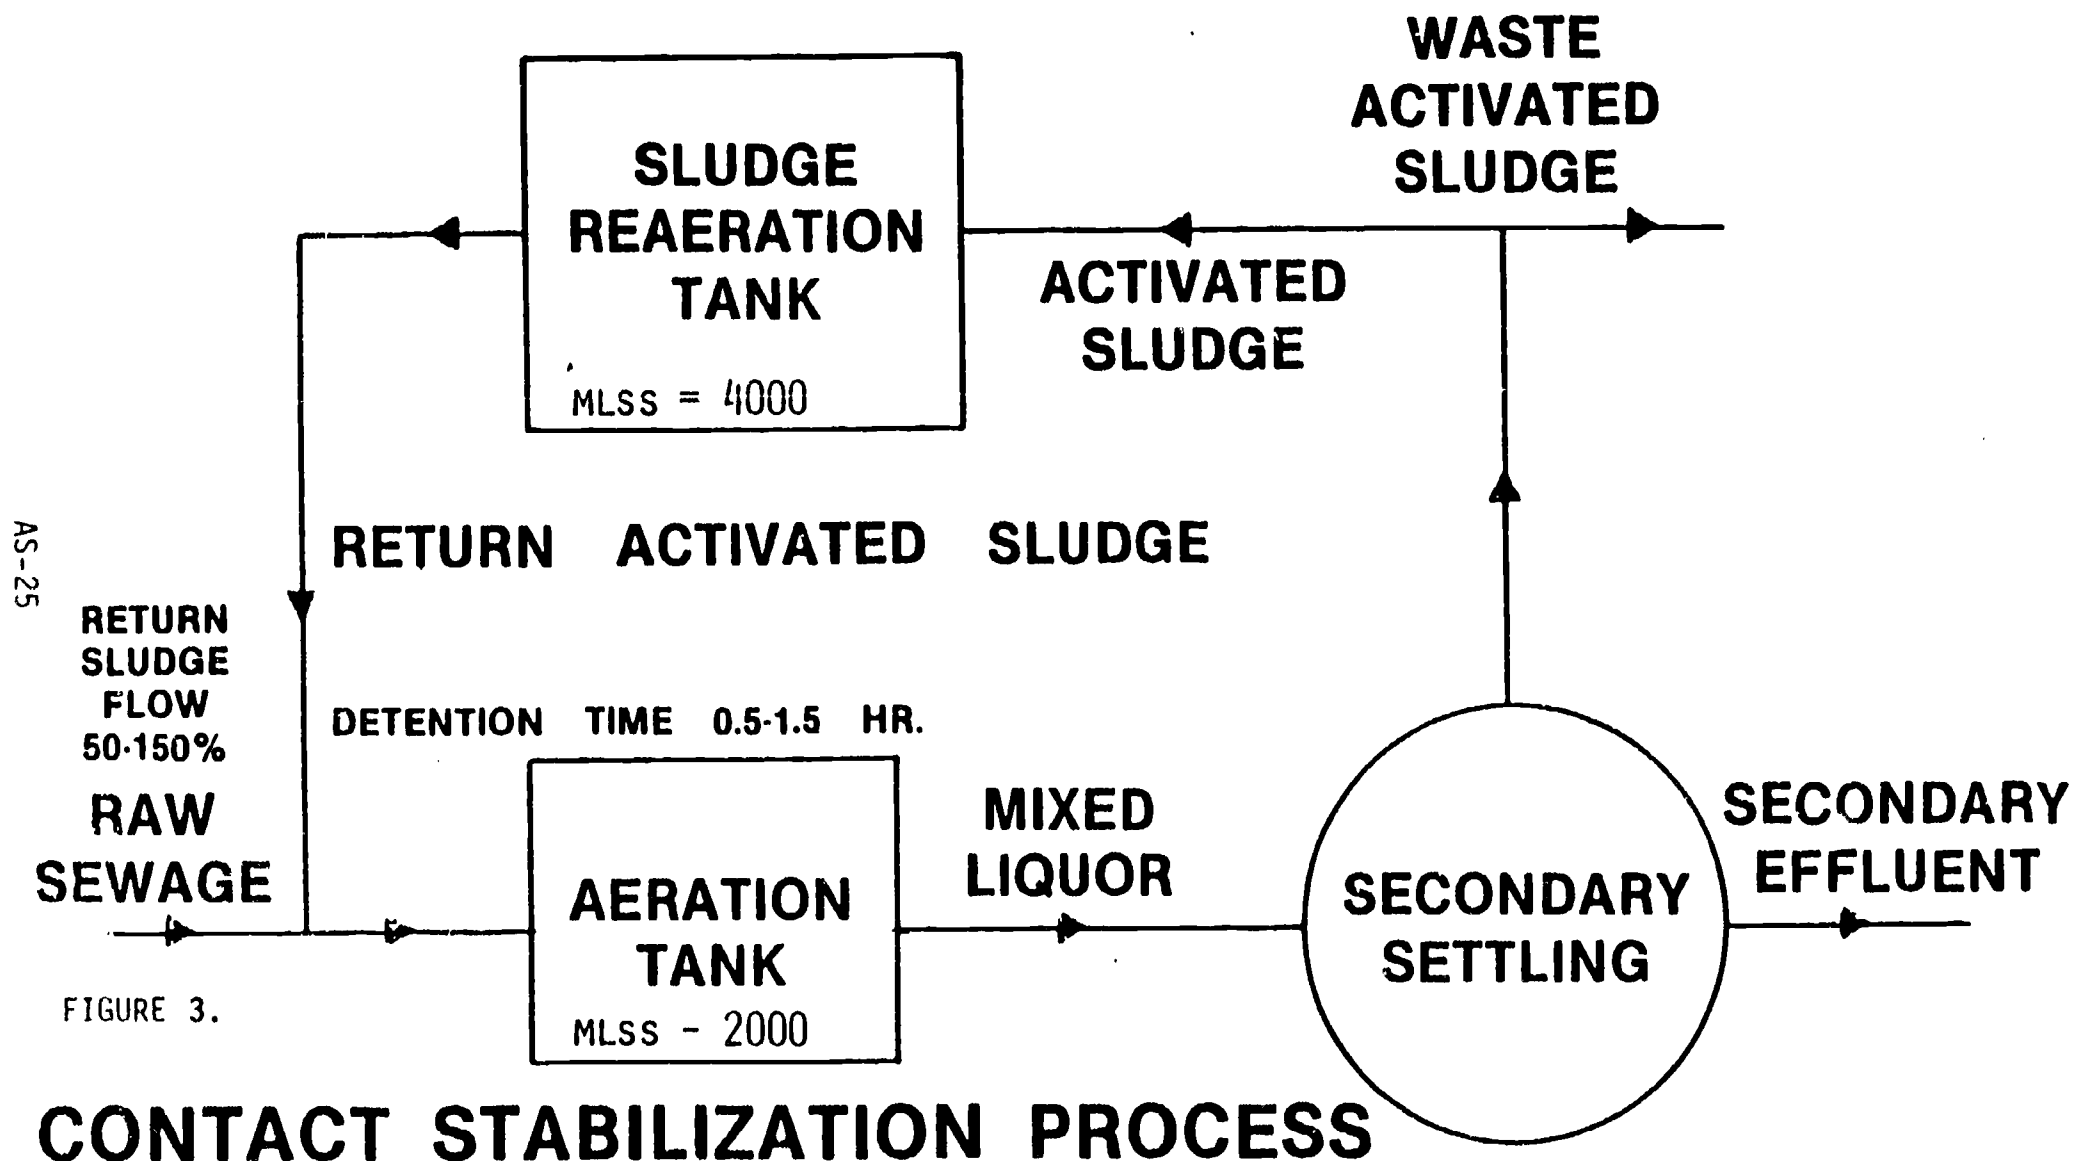 WASTE
ACTIVATED
SLUDGE
SLUDGE
REAERATION
TANK
MLSS = 4000
ACTIVATED
SLUDGE
RETURN ACTIVATED SLUDGE
AS-25
RETURN
SLUDGE
FLOW
50-150%
DETENTION TIME 0.5-1.5 HR.
RAW
SEWAGE
AERATION
TANK
MLSS - 2000
MIXED
LIQUOR
SECONDARY
SETTLING
SECONDARY
EFFLUENT
FIGURE 3.
CONTACT STABILIZATION PROCESS